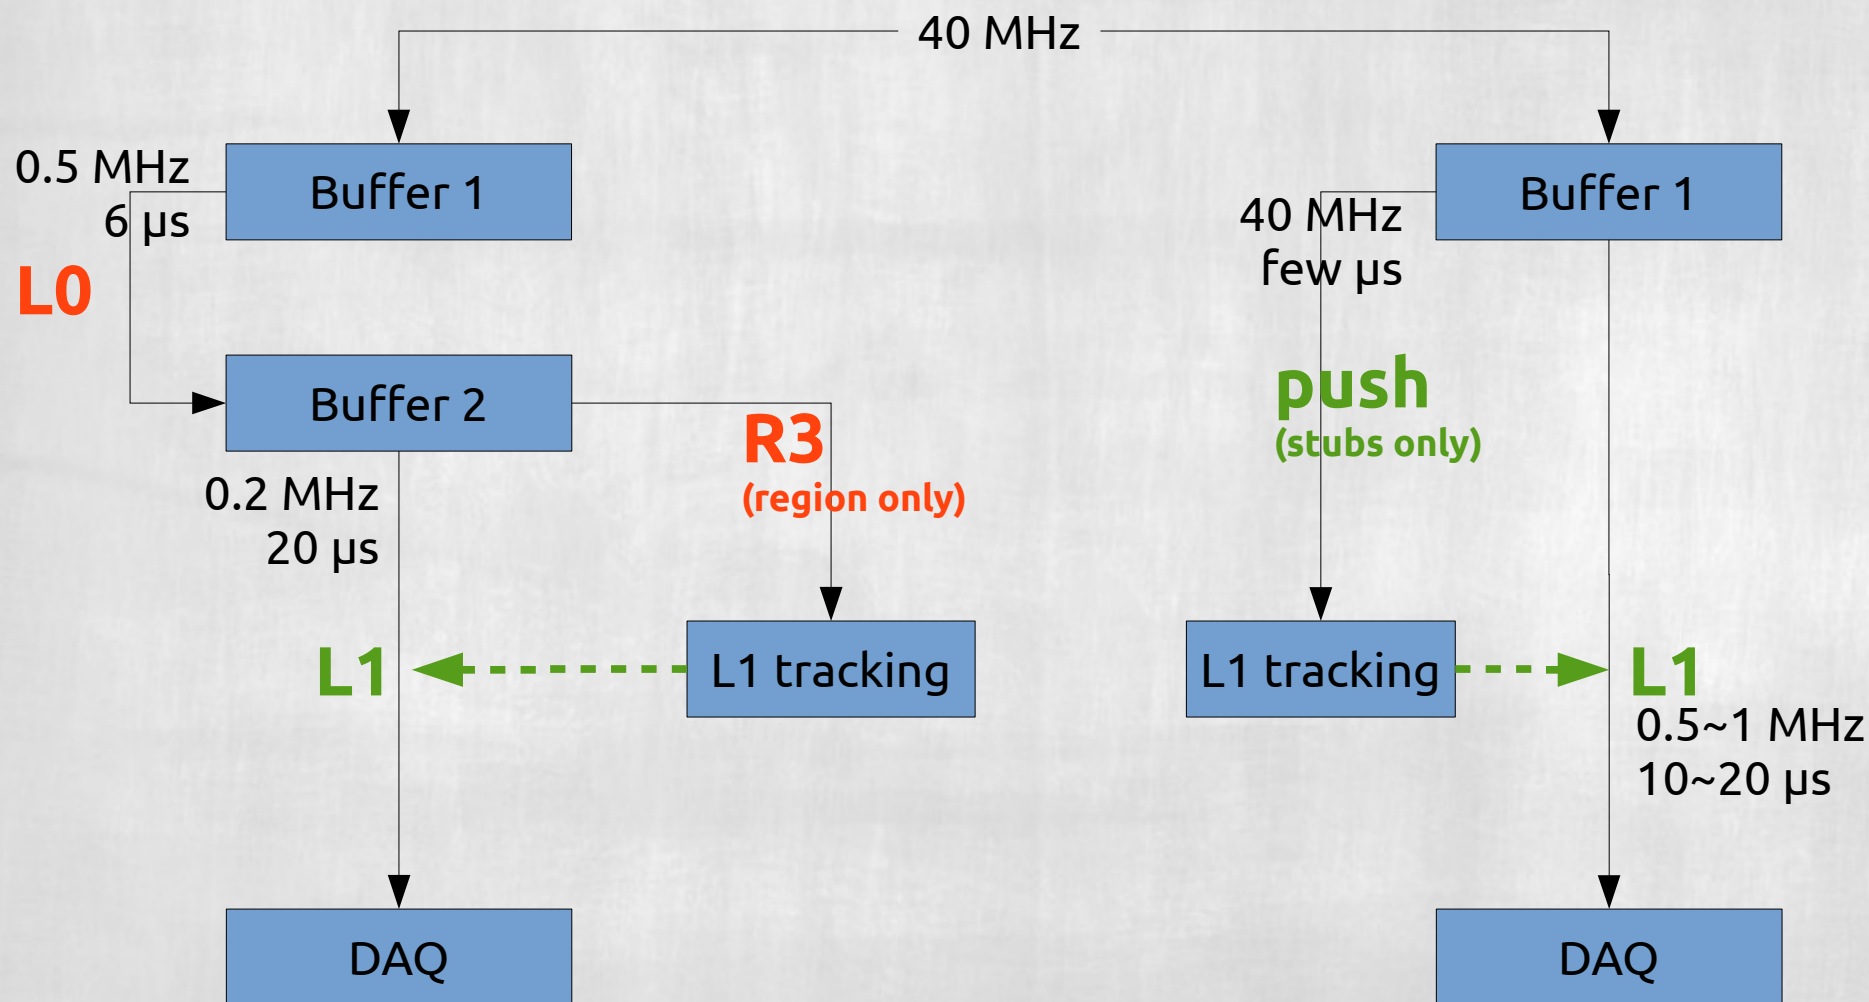 40 MHz
0.5 MHz
6 µs
L0
Buffer 1
Buffer 2
0.2 MHz
20 µs
R3
(region only)
L1
L1 tracking
DAQ
Buffer 1
40 MHz
few µs
push
(stubs only)
L1 tracking
L1
0.5~1 MHz
10~20 µs
DAQ